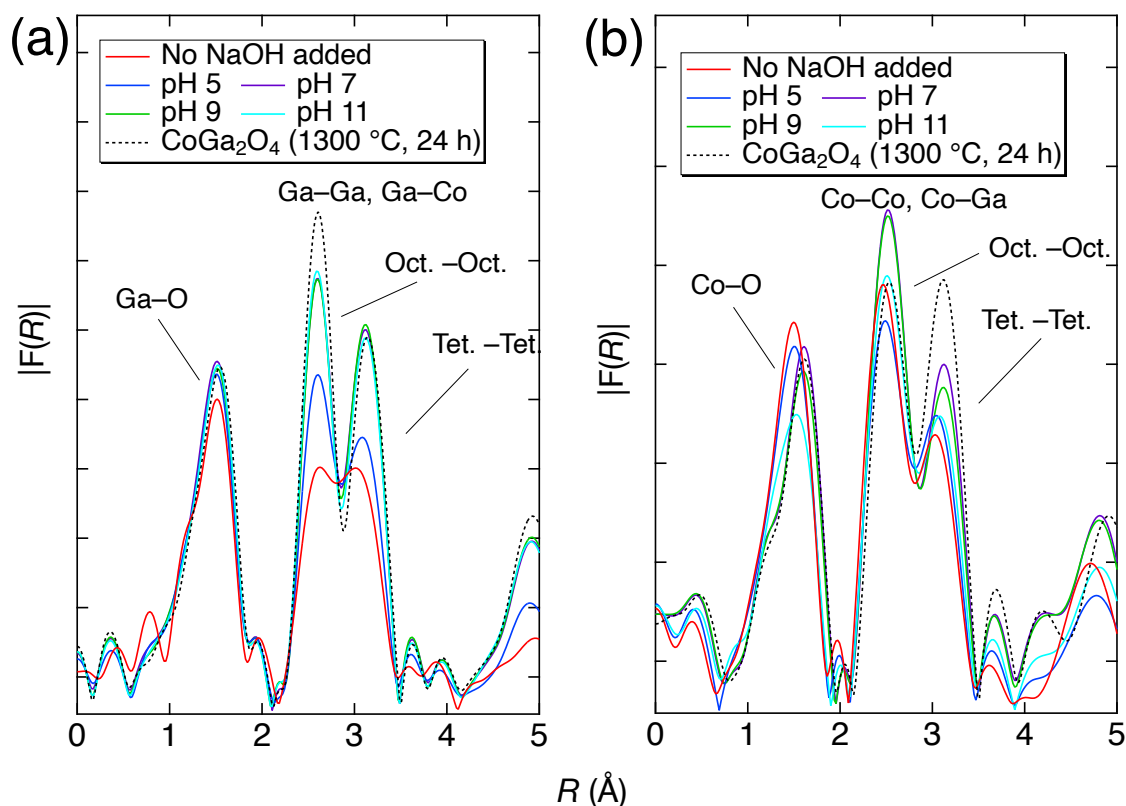 (a)
No NaOH added
pH 5 pH 7
pH 9 pH 11
CoGa₂O₄ (1300 °C, 24 h)
Ga–Ga, Ga–Co
Oct. –Oct.
Ga–O
Tet. –Tet.
|F(R)|
0 1 2 3 4 5
(b)
No NaOH added
pH 5 pH 7
pH 9 pH 11
CoGa₂O₄ (1300 °C, 24 h)
Co–Co, Co–Ga
Oct. –Oct.
Co–O
Tet. –Tet.
|F(R)|
0 1 2 3 4 5
R (Å)